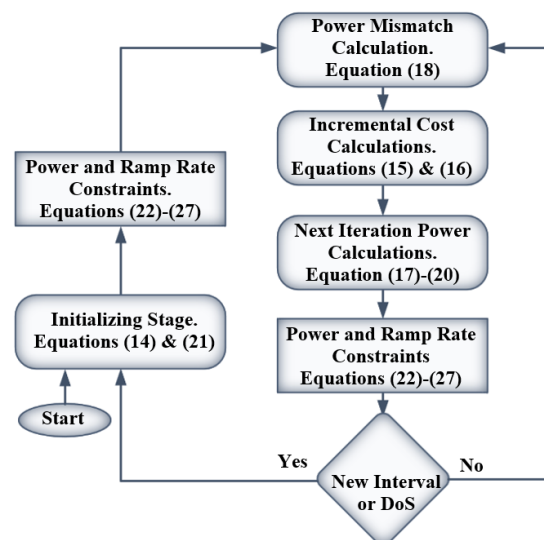 Power Mismatch
Calculation.
Equation (18)
Incremental Cost
Calculations.
Equations (15) & (16)
Next Iteration Power
Calculations.
Equation (17)-(20)
Power and Ramp Rate
Constraints
Equations (22)-(27)
New Interval
or DoS
Yes
No
Power and Ramp Rate
Constraints.
Equations (22)-(27)
Initializing Stage.
Equations (14) & (21)
Start